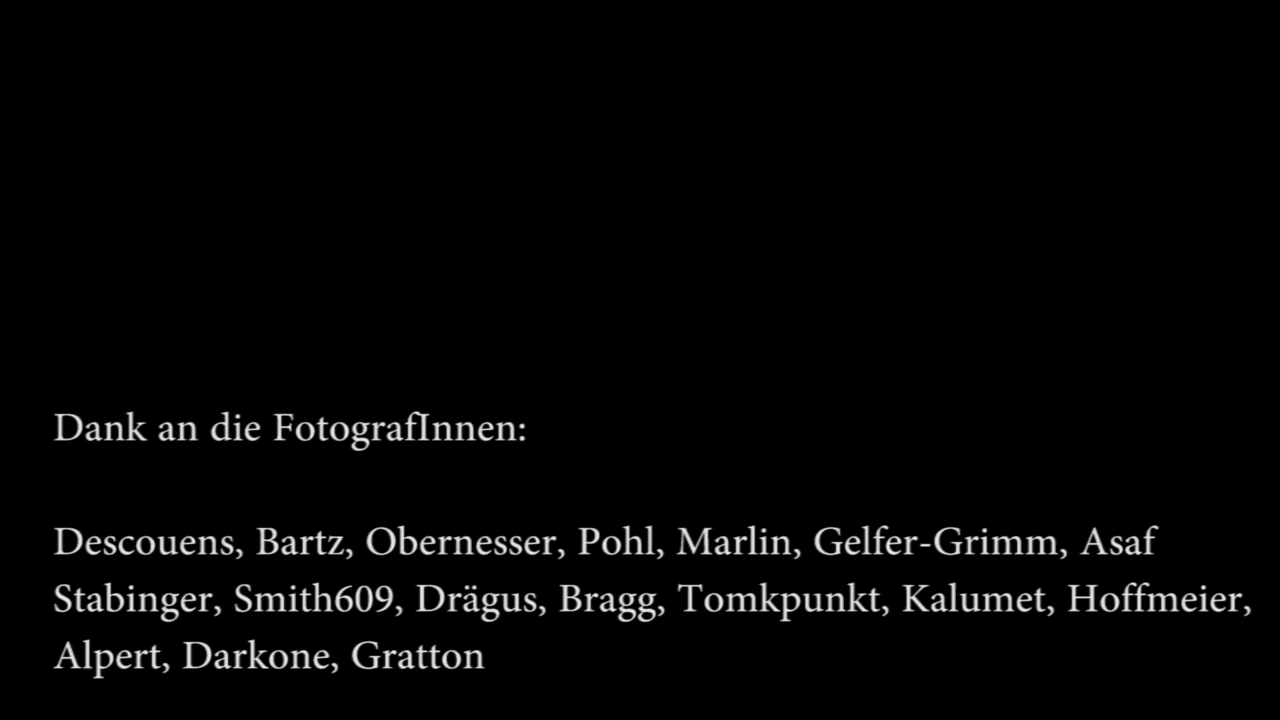 Dank an die FotografInnen:
Descouens, Bartz, Obernesser, Pohl, Marlin, Gelfer-Grimm, Asaf
Stabinger, Smith609, Drägus, Bragg, Tomkpunkt, Kalumet, Hoffmeier,
Alpert, Darkone, Gratton